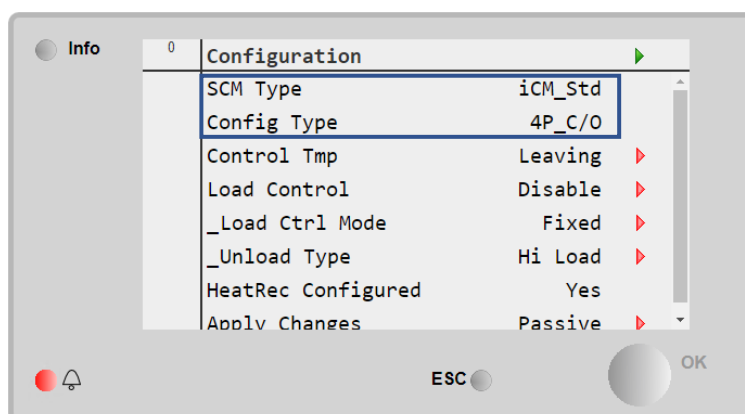 Info
0
Configuration
SCM Type iCM_Std
Config Type 4P_C/O
Control Tmp Leaving
Load Control Disable
_Load Ctrl Mode Fixed
_Unload Type Hi Load
HeatRec Configured Yes
Apply Changes Passive
ESC
OK